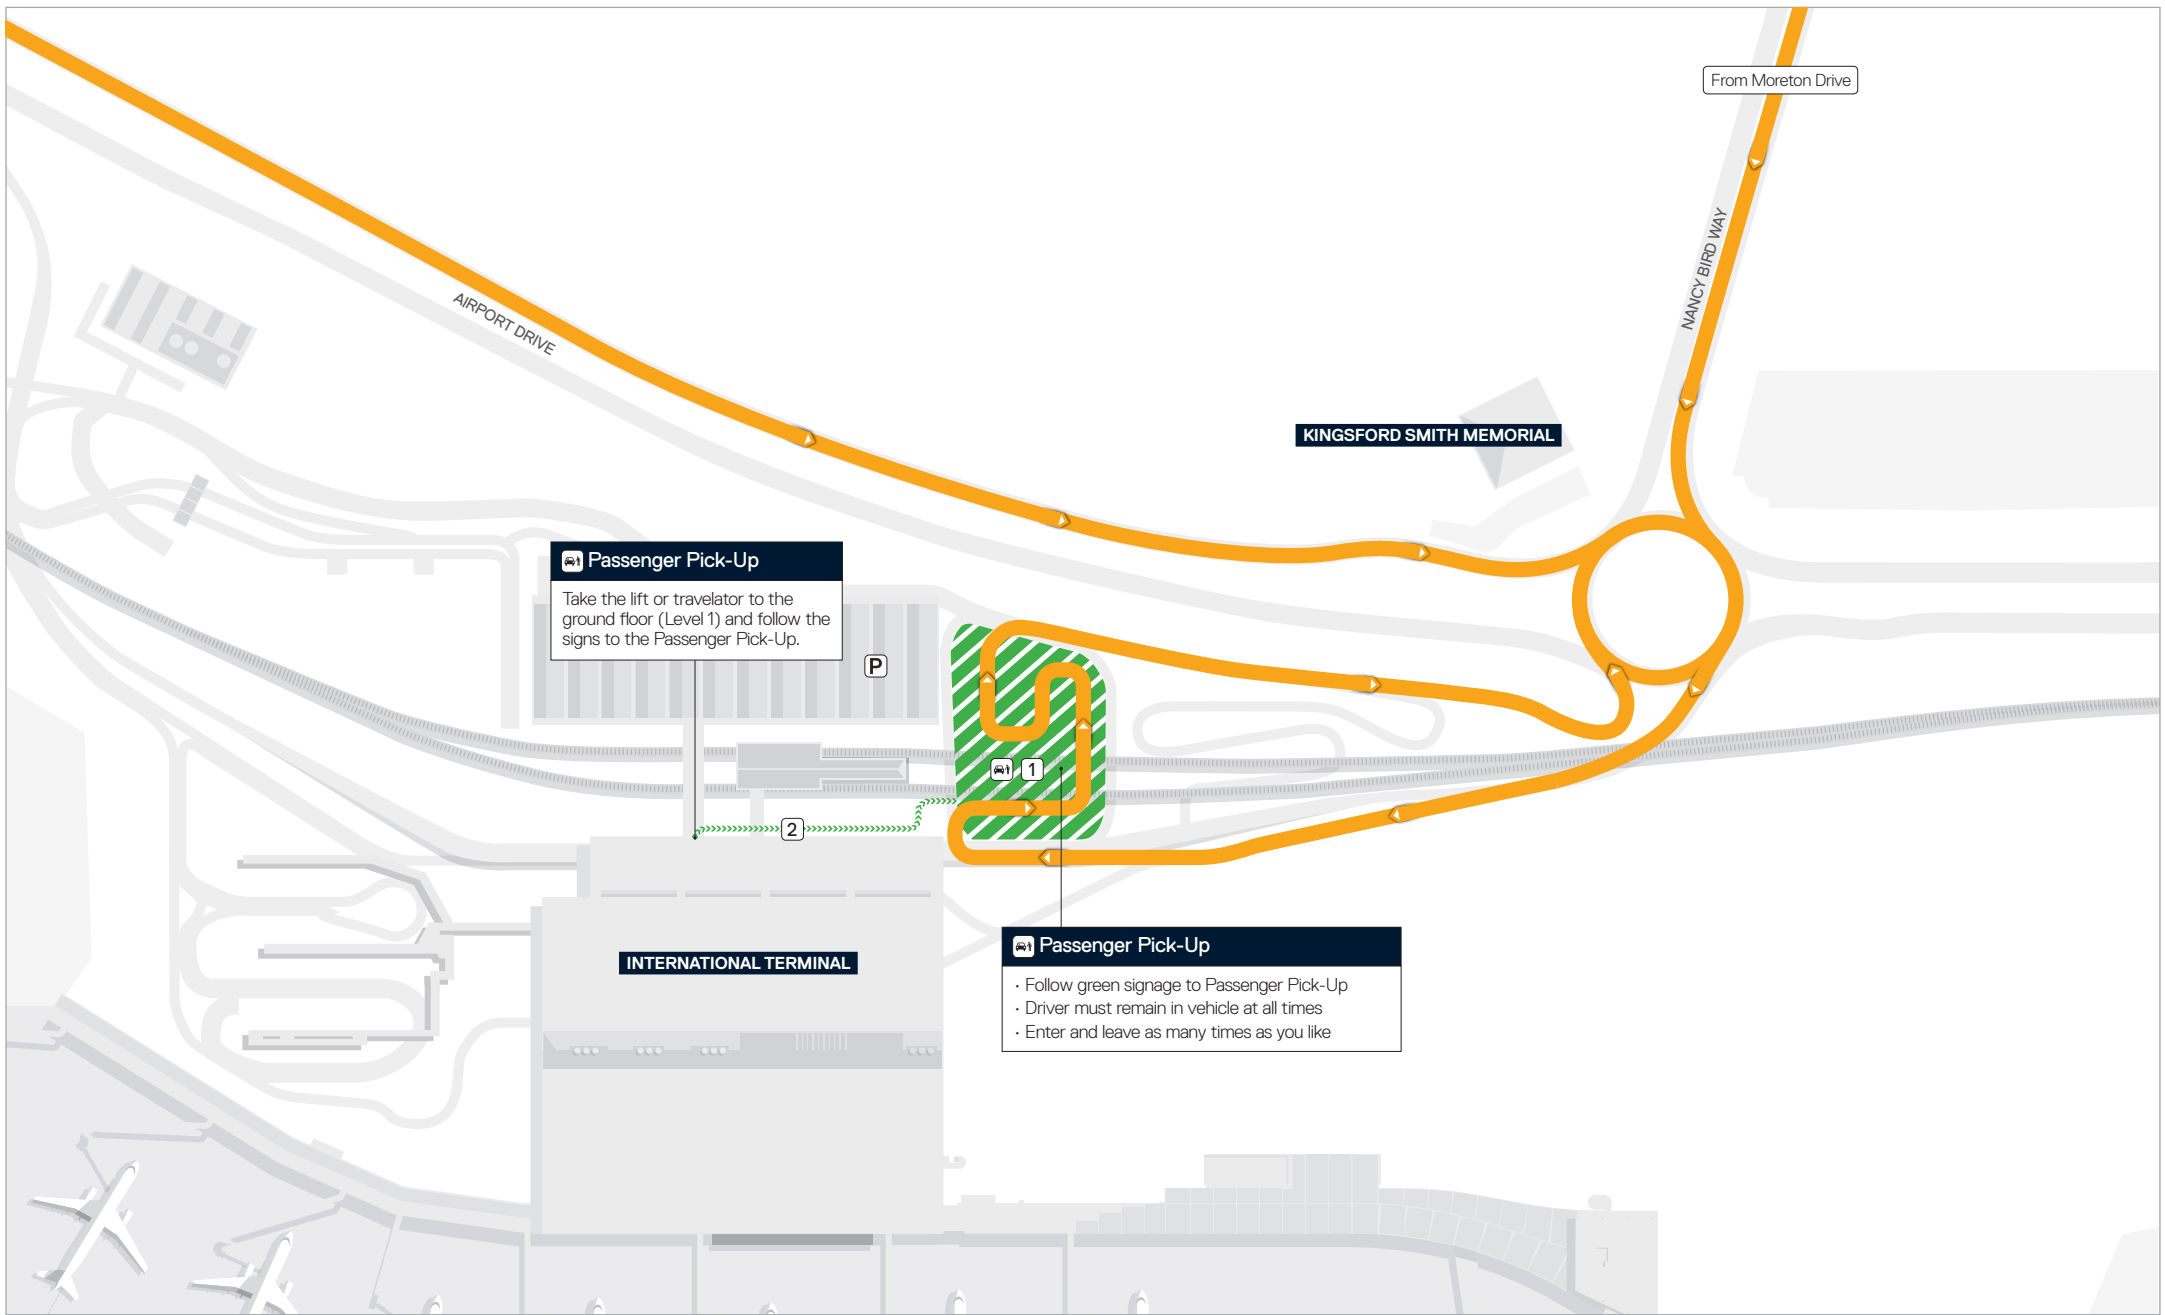 From Moreton Drive
NANCY BIRD WAY
AIRPORT DRIVE
KINGSFORD SMITH MEMORIAL
Passenger Pick-Up
Take the lift or travelator to the
ground floor (Level 1) and follow the
signs to the Passenger Pick-Up.
P
1
2
Passenger Pick-Up
· Follow green signage to Passenger Pick-Up
· Driver must remain in vehicle at all times
· Enter and leave as many times as you like
INTERNATIONAL TERMINAL